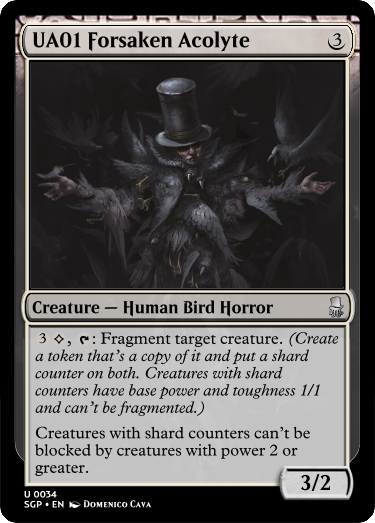 UA01 Forsaken Acolyte 3
Creature — Human Bird Horror
3 , : Fragment target creature. (Create
a token that's a copy of it and put a shard
counter on both. Creatures with shard
counters have base power and toughness 1/1
and can't be fragmented.)
Creatures with shard counters can't be
blocked by creatures with power 2 or
greater.
3/2
U 0034
SGP • EN Domenico Cava